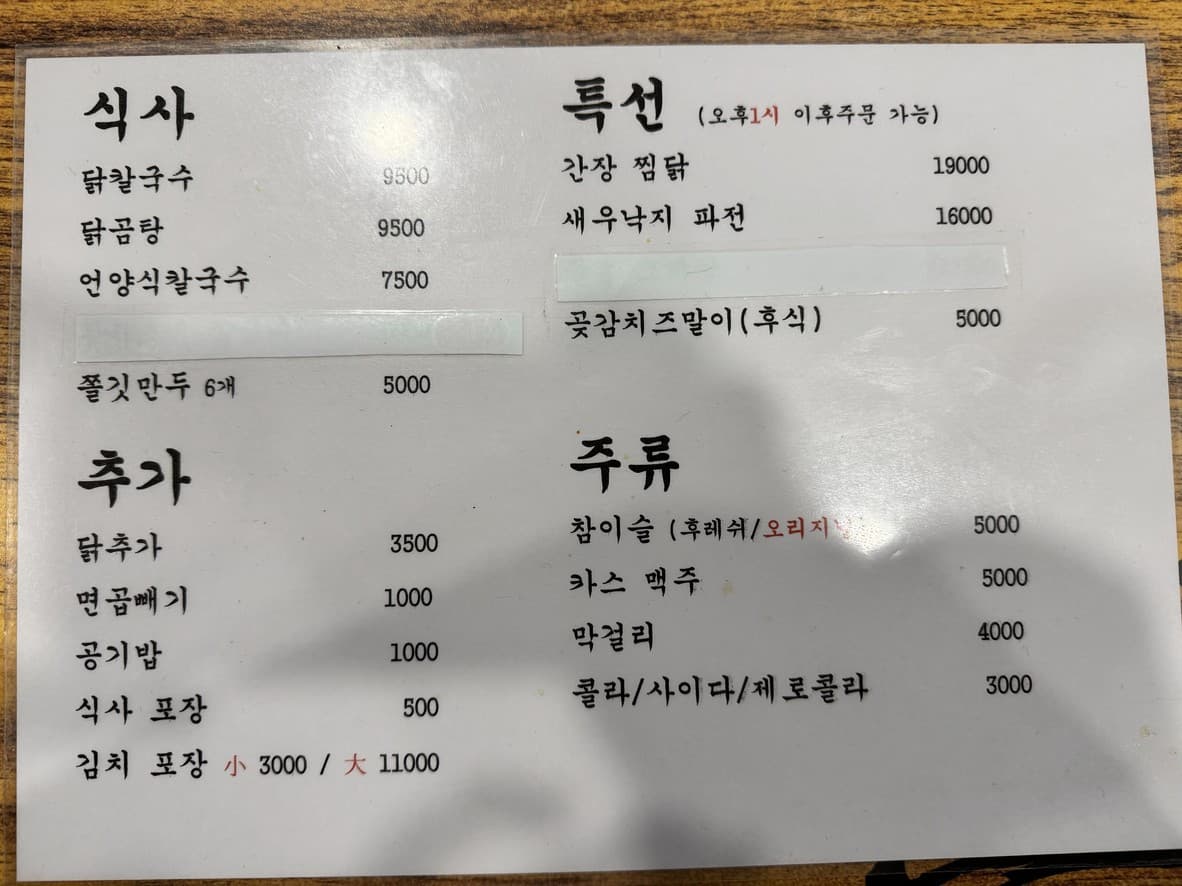 식사
닭칼국수 9500
닭곰탕 9500
언양식칼국수 7500
쫄깃만두 6개 5000
추가
닭추가 3500
면곱빼기 1000
공기밥 1000
식사 포장 500
김치 포장 小 3000 / 大 11000
특선 (오후1시 이후주문 가능)
간장 찜닭 19000
새우낙지 파전 16000
곶감치즈말이(후식) 5000
주류
참이슬 (후레쉬/ 5000
카스 맥주 5000
막걸리 4000
콜라/사이다/제로콜라 3000